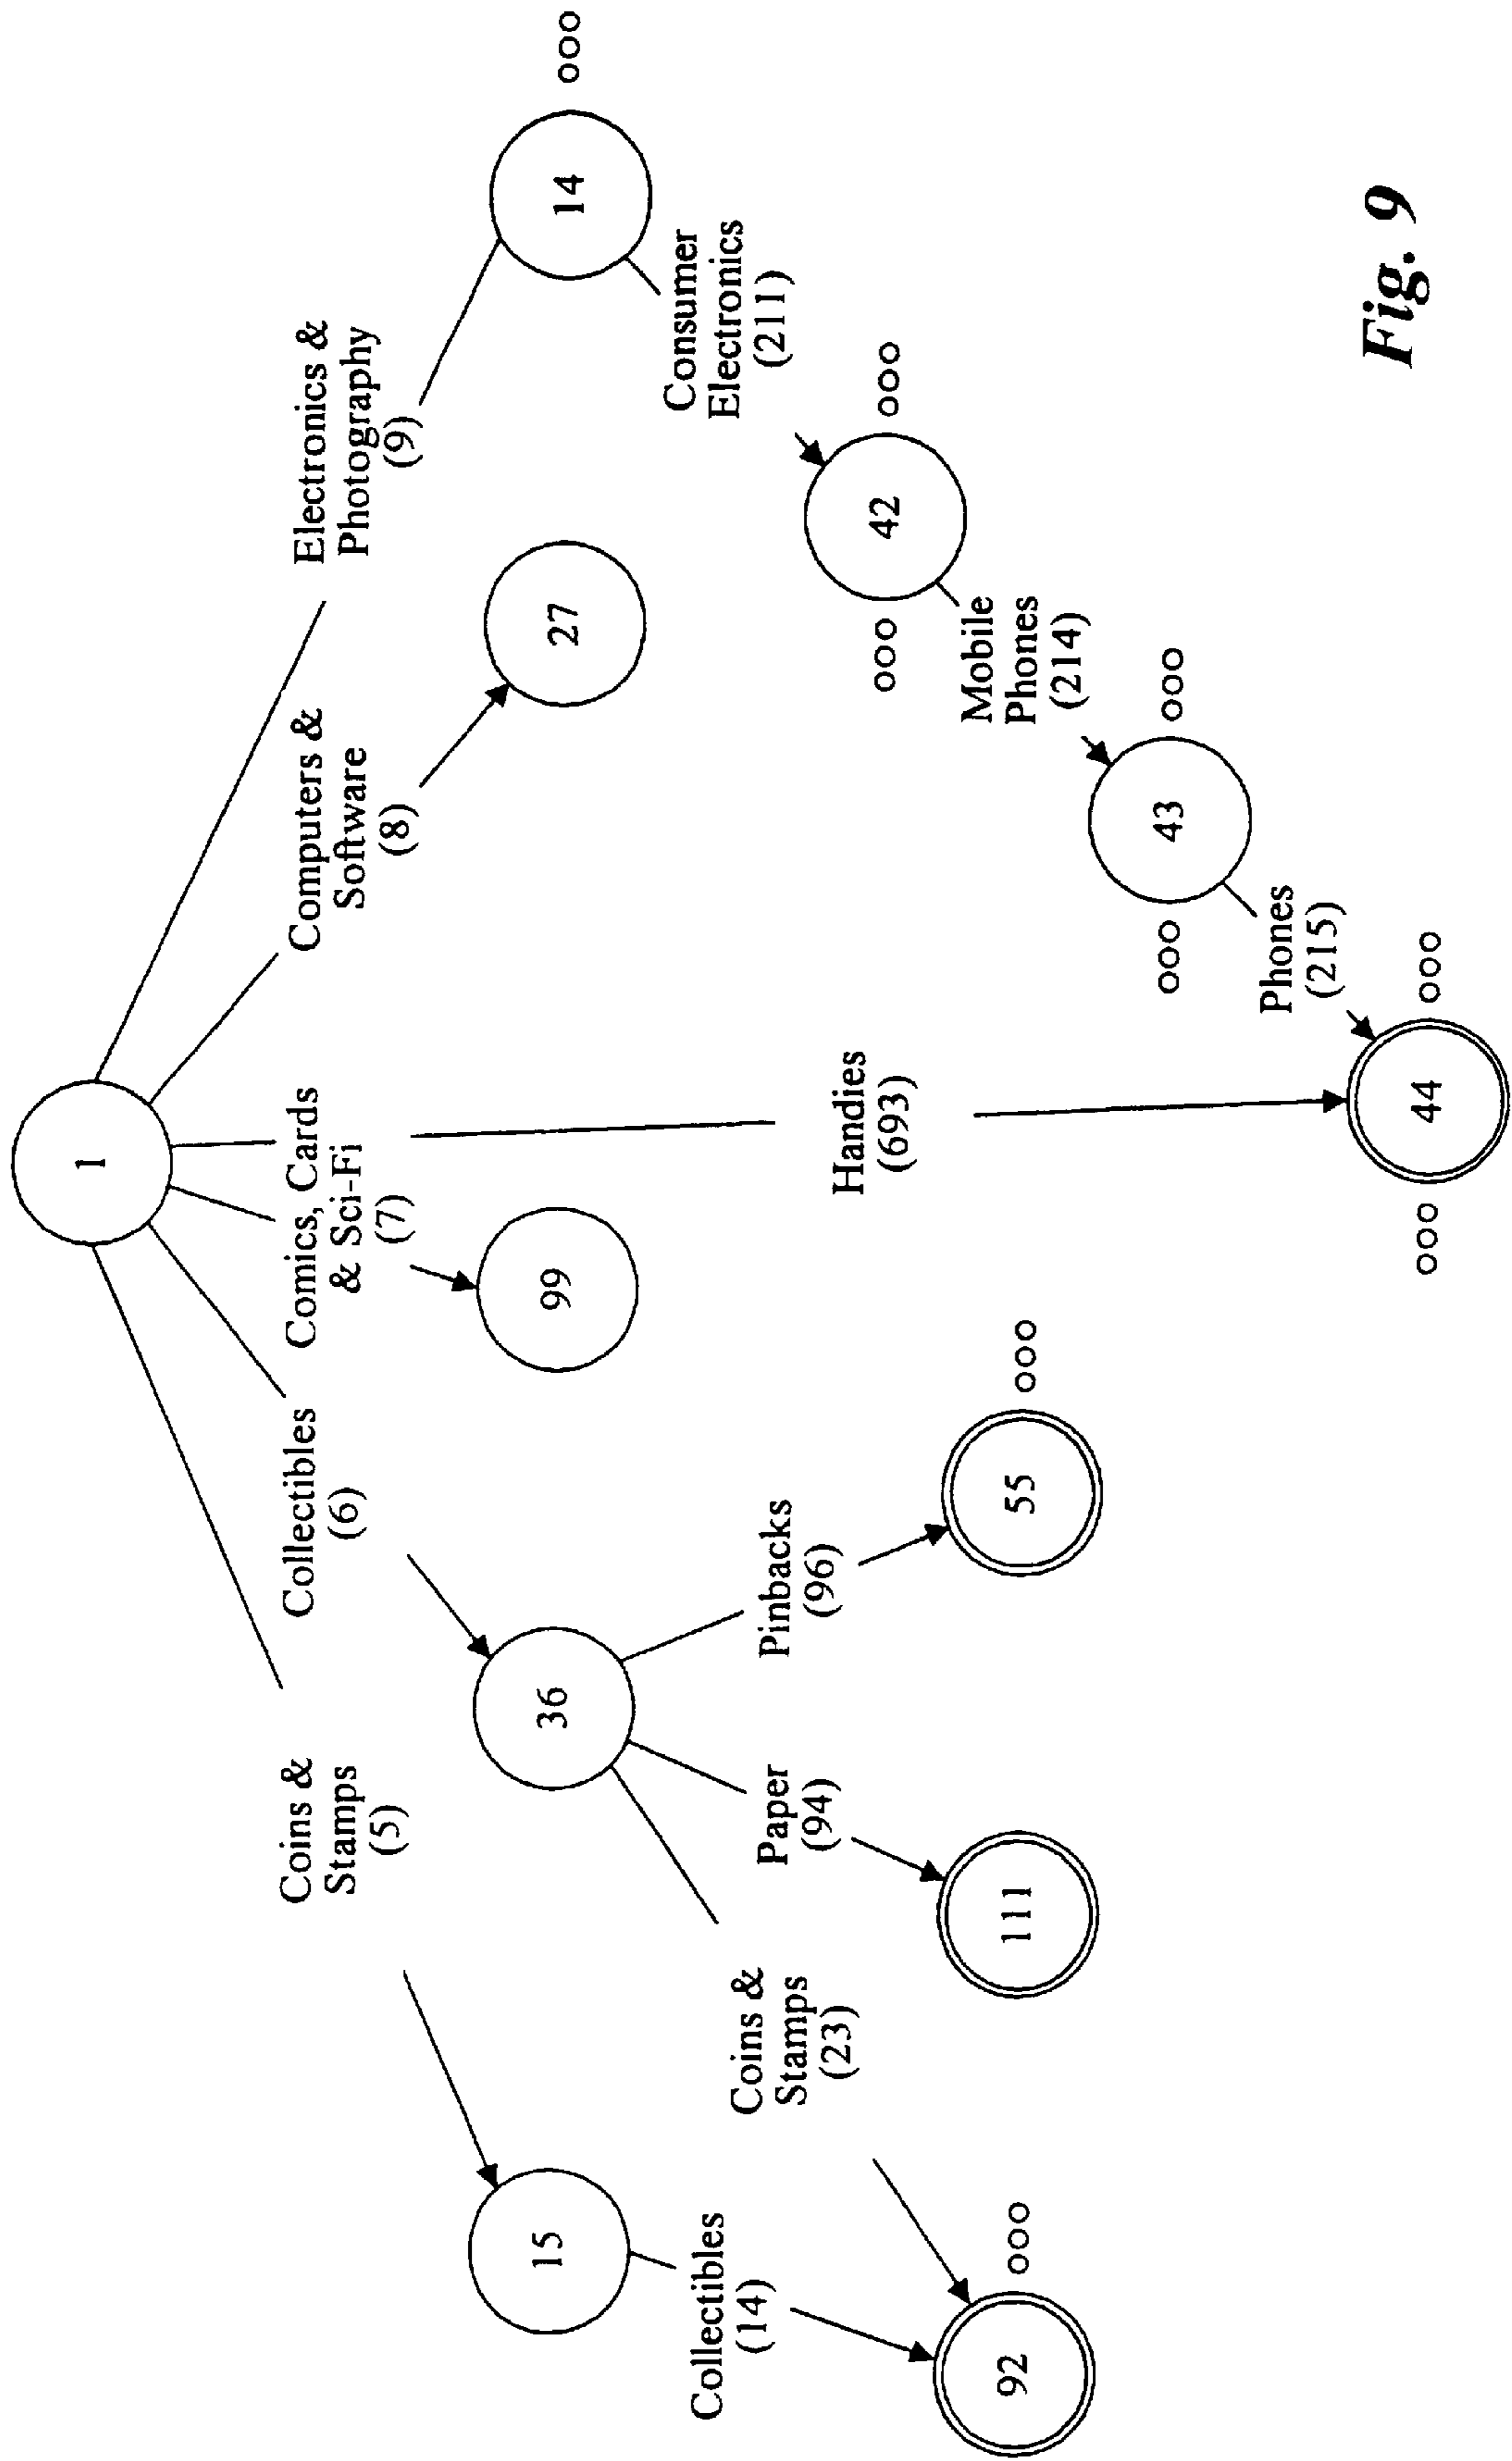 1
Coins &
Stamps
(5)
Collectibles
(6)
Comics, Cards
& Sci-Fi
(7)
Computers &
Software
(8)
Electronics &
Photography
(9)
15
36
99
27
14
Collectibles
(14)
Coins &
Stamps
(23)
Paper
(94)
Pinbacks
(96)
Handies
(693)
Consumer
Electronics
(211)
92
111
55
42
Mobile
Phones
(214)
43
Phones
(215)
44
Fig. 9